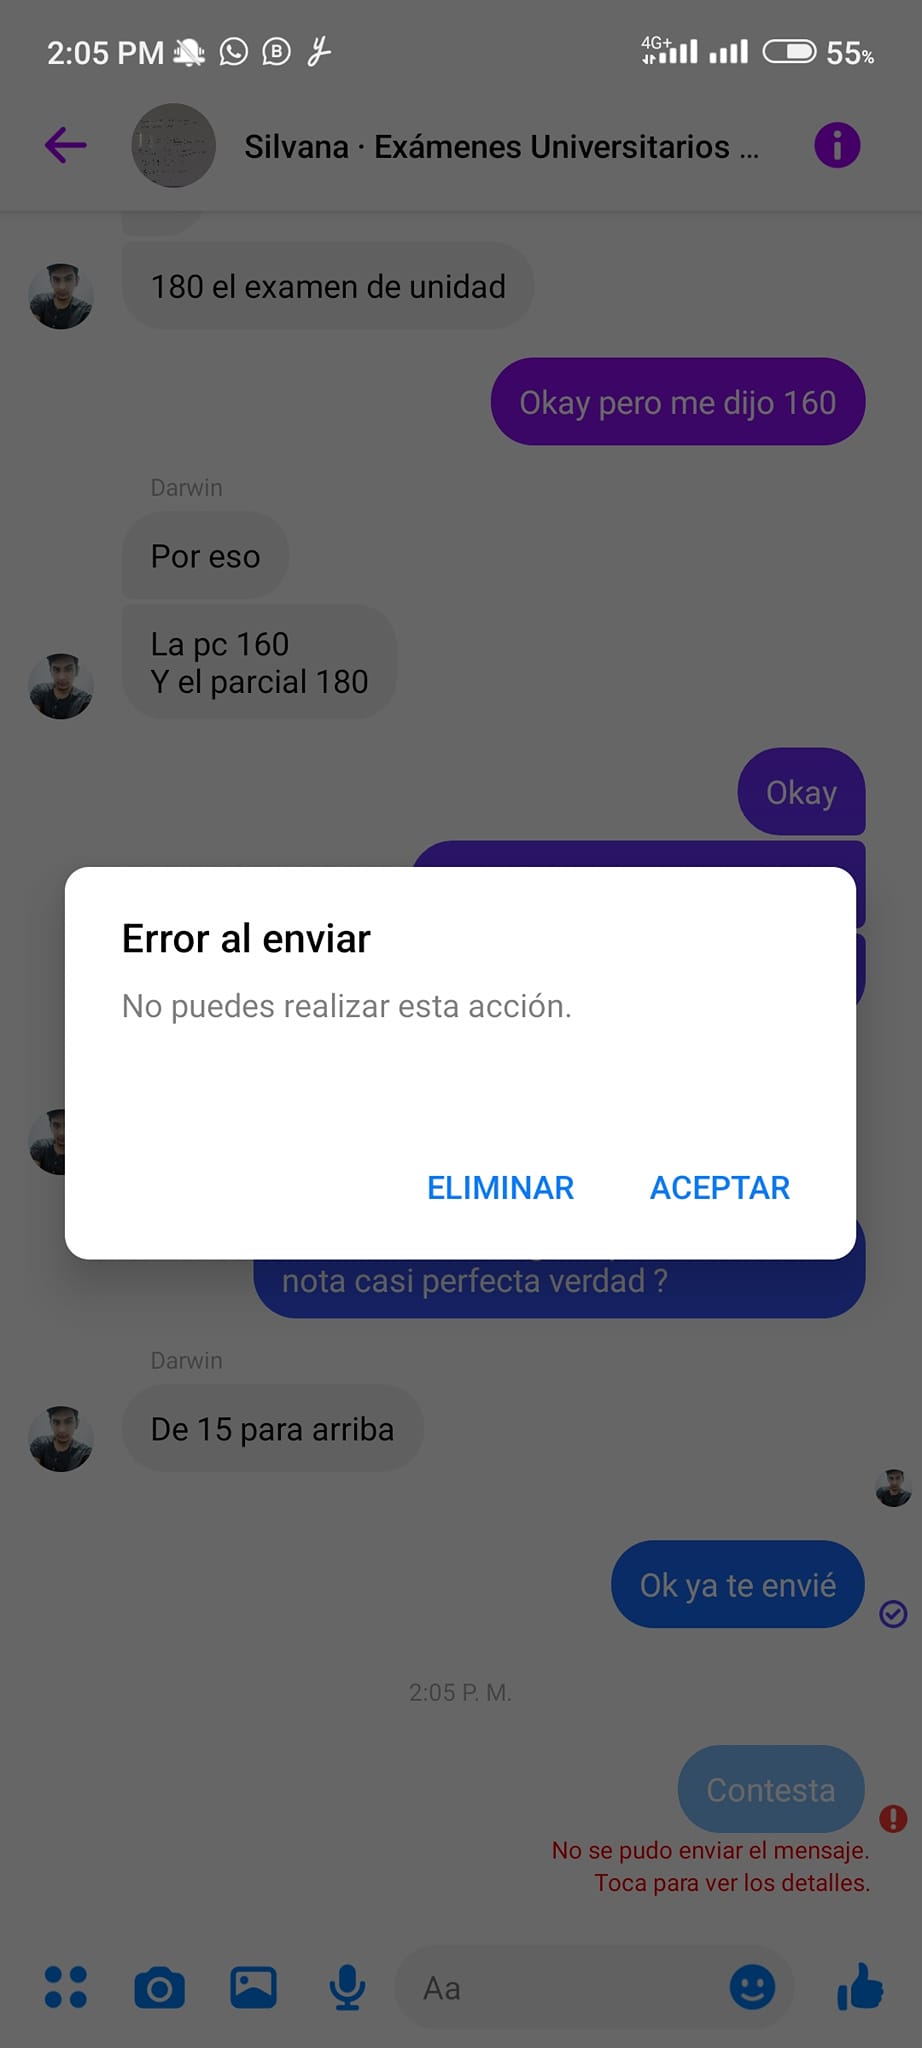 2:05 PM
4G+
55%
Silvana · Exámenes Universitarios ...
180 el examen de unidad
Okay pero me dijo 160
Darwin
Por eso
La pc 160
Y el parcial 180
Okay
Error al enviar
No puedes realizar esta acción.
ELIMINAR
ACEPTAR
nota casi perfecta verdad ?
Darwin
De 15 para arriba
Ok ya te envié
2:05 P. M.
Contesta
No se pudo enviar el mensaje.
Toca para ver los detalles.
Aa